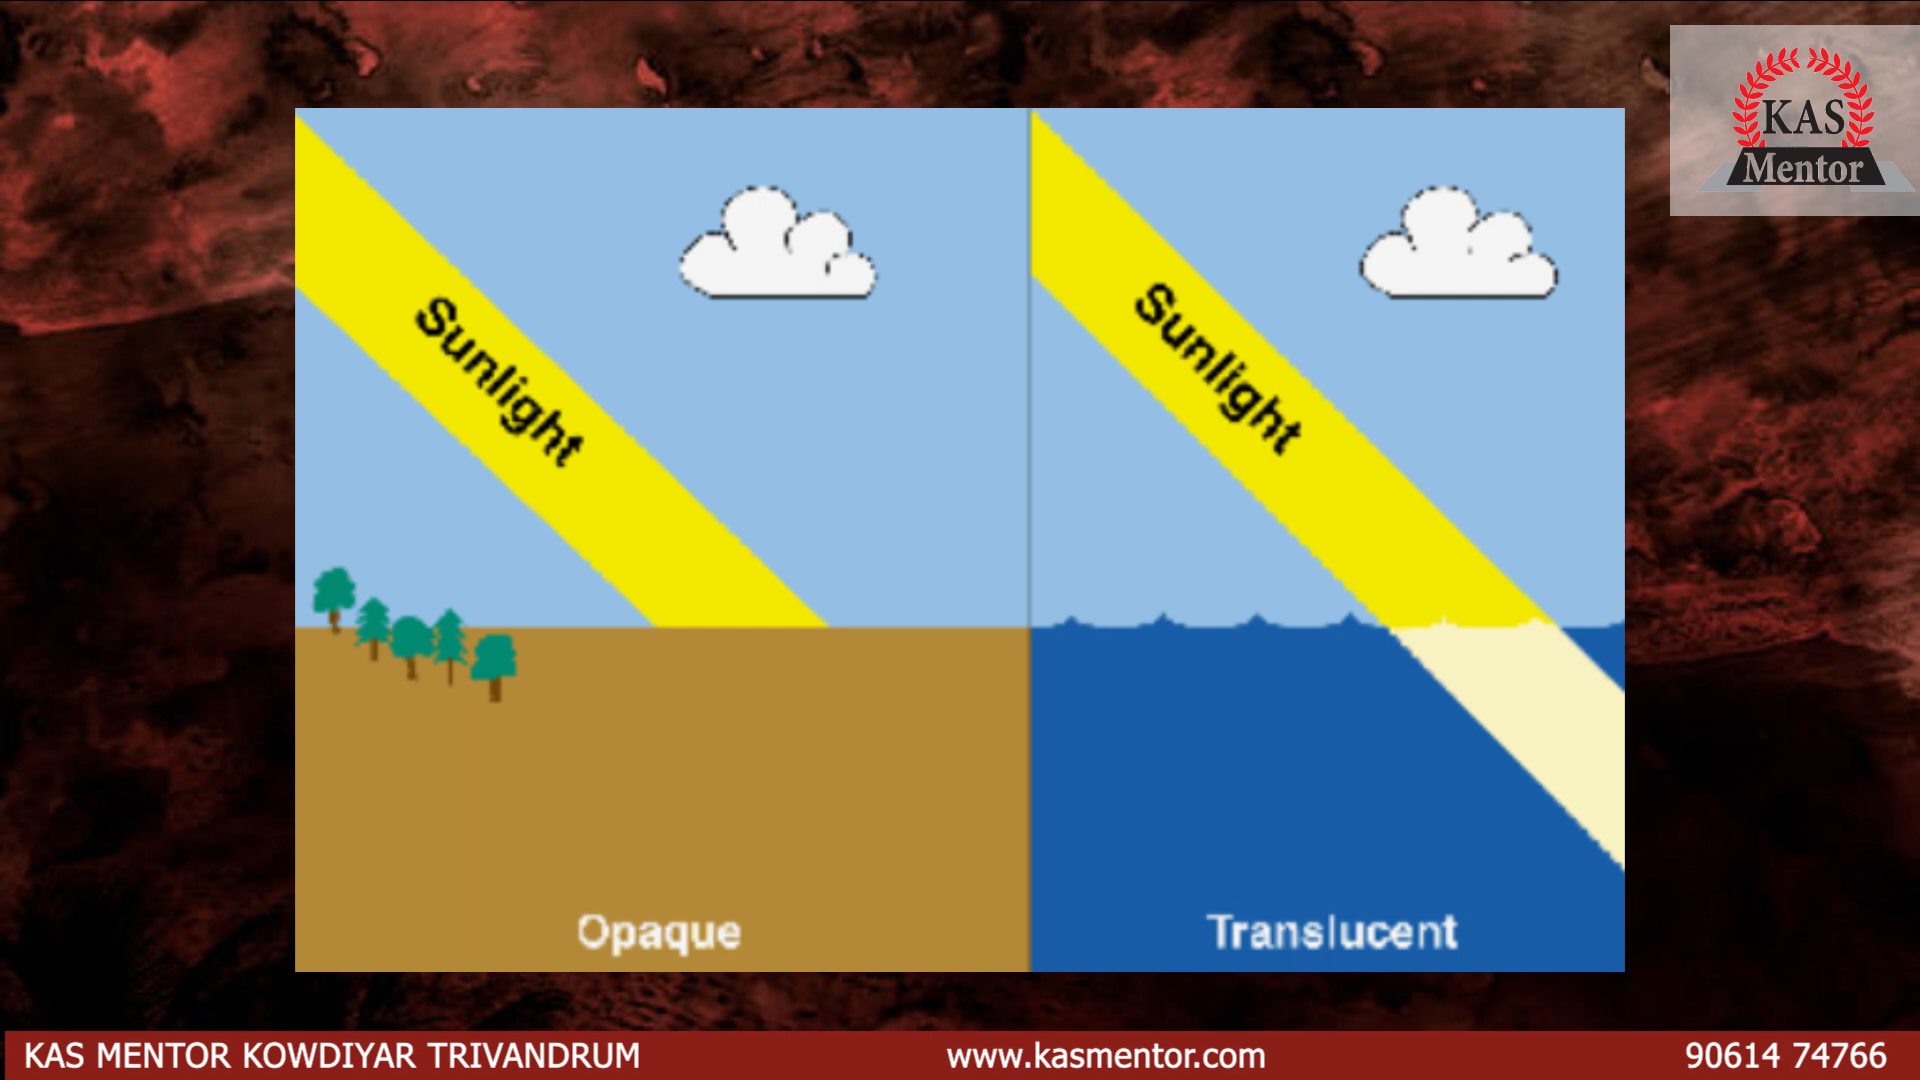 KAS
Mentor
Sunlight
Sunlight
Opaque
Translucent
KAS MENTOR KOWDIYAR TRIVANDRUM
www.kasmentor.com
90614 74766